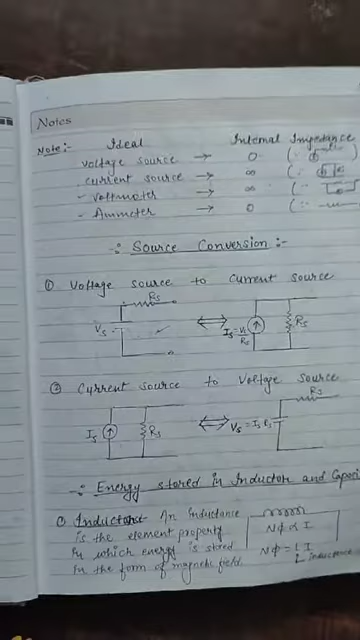 Notes
Note:- Ideal Internal Impedance
Voltage source → 0
Current source → ∞
- Voltmeter → ∞
- Ammeter → 0
:- Source Conversion:-
① Voltage source to Current source
Rs
Vs
Is = Vs/Rs
Rs
② Current source to Voltage source
Rs
Is
Rs
Vs = Is Rs
:- Energy stored in Inductor and
① Inductor:- An inductance
is the element property
in which energy is stored
in the form of magnetic field.
Nφ ∝ I
Nφ = L I
L inductance